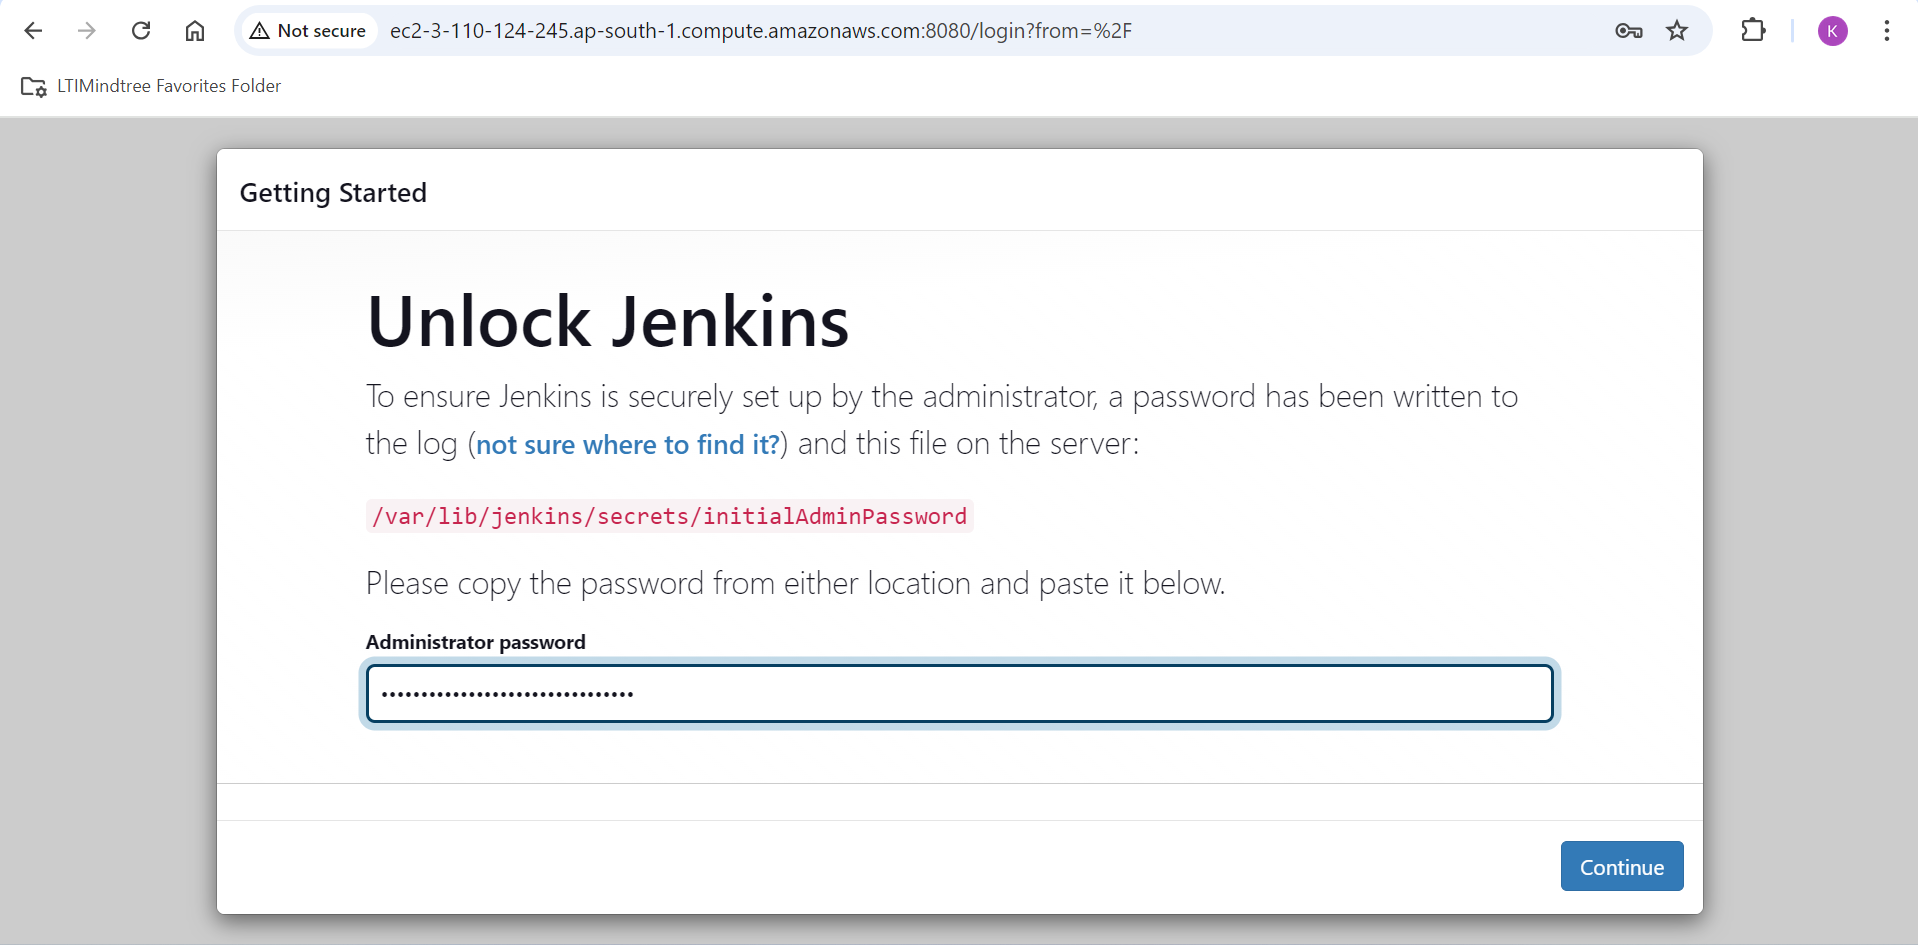 Not secure
ec2-3-110-124-245.ap-south-1.compute.amazonaws.com:8080/login?from=%2F
K
LTIMindtree Favorites Folder
Getting Started
Unlock Jenkins
To ensure Jenkins is securely set up by the administrator, a password has been written to
the log (not sure where to find it?) and this file on the server:
/var/lib/jenkins/secrets/initialAdminPassword
Please copy the password from either location and paste it below.
Administrator password
••••••••••••••••••••••••••••••••
Continue